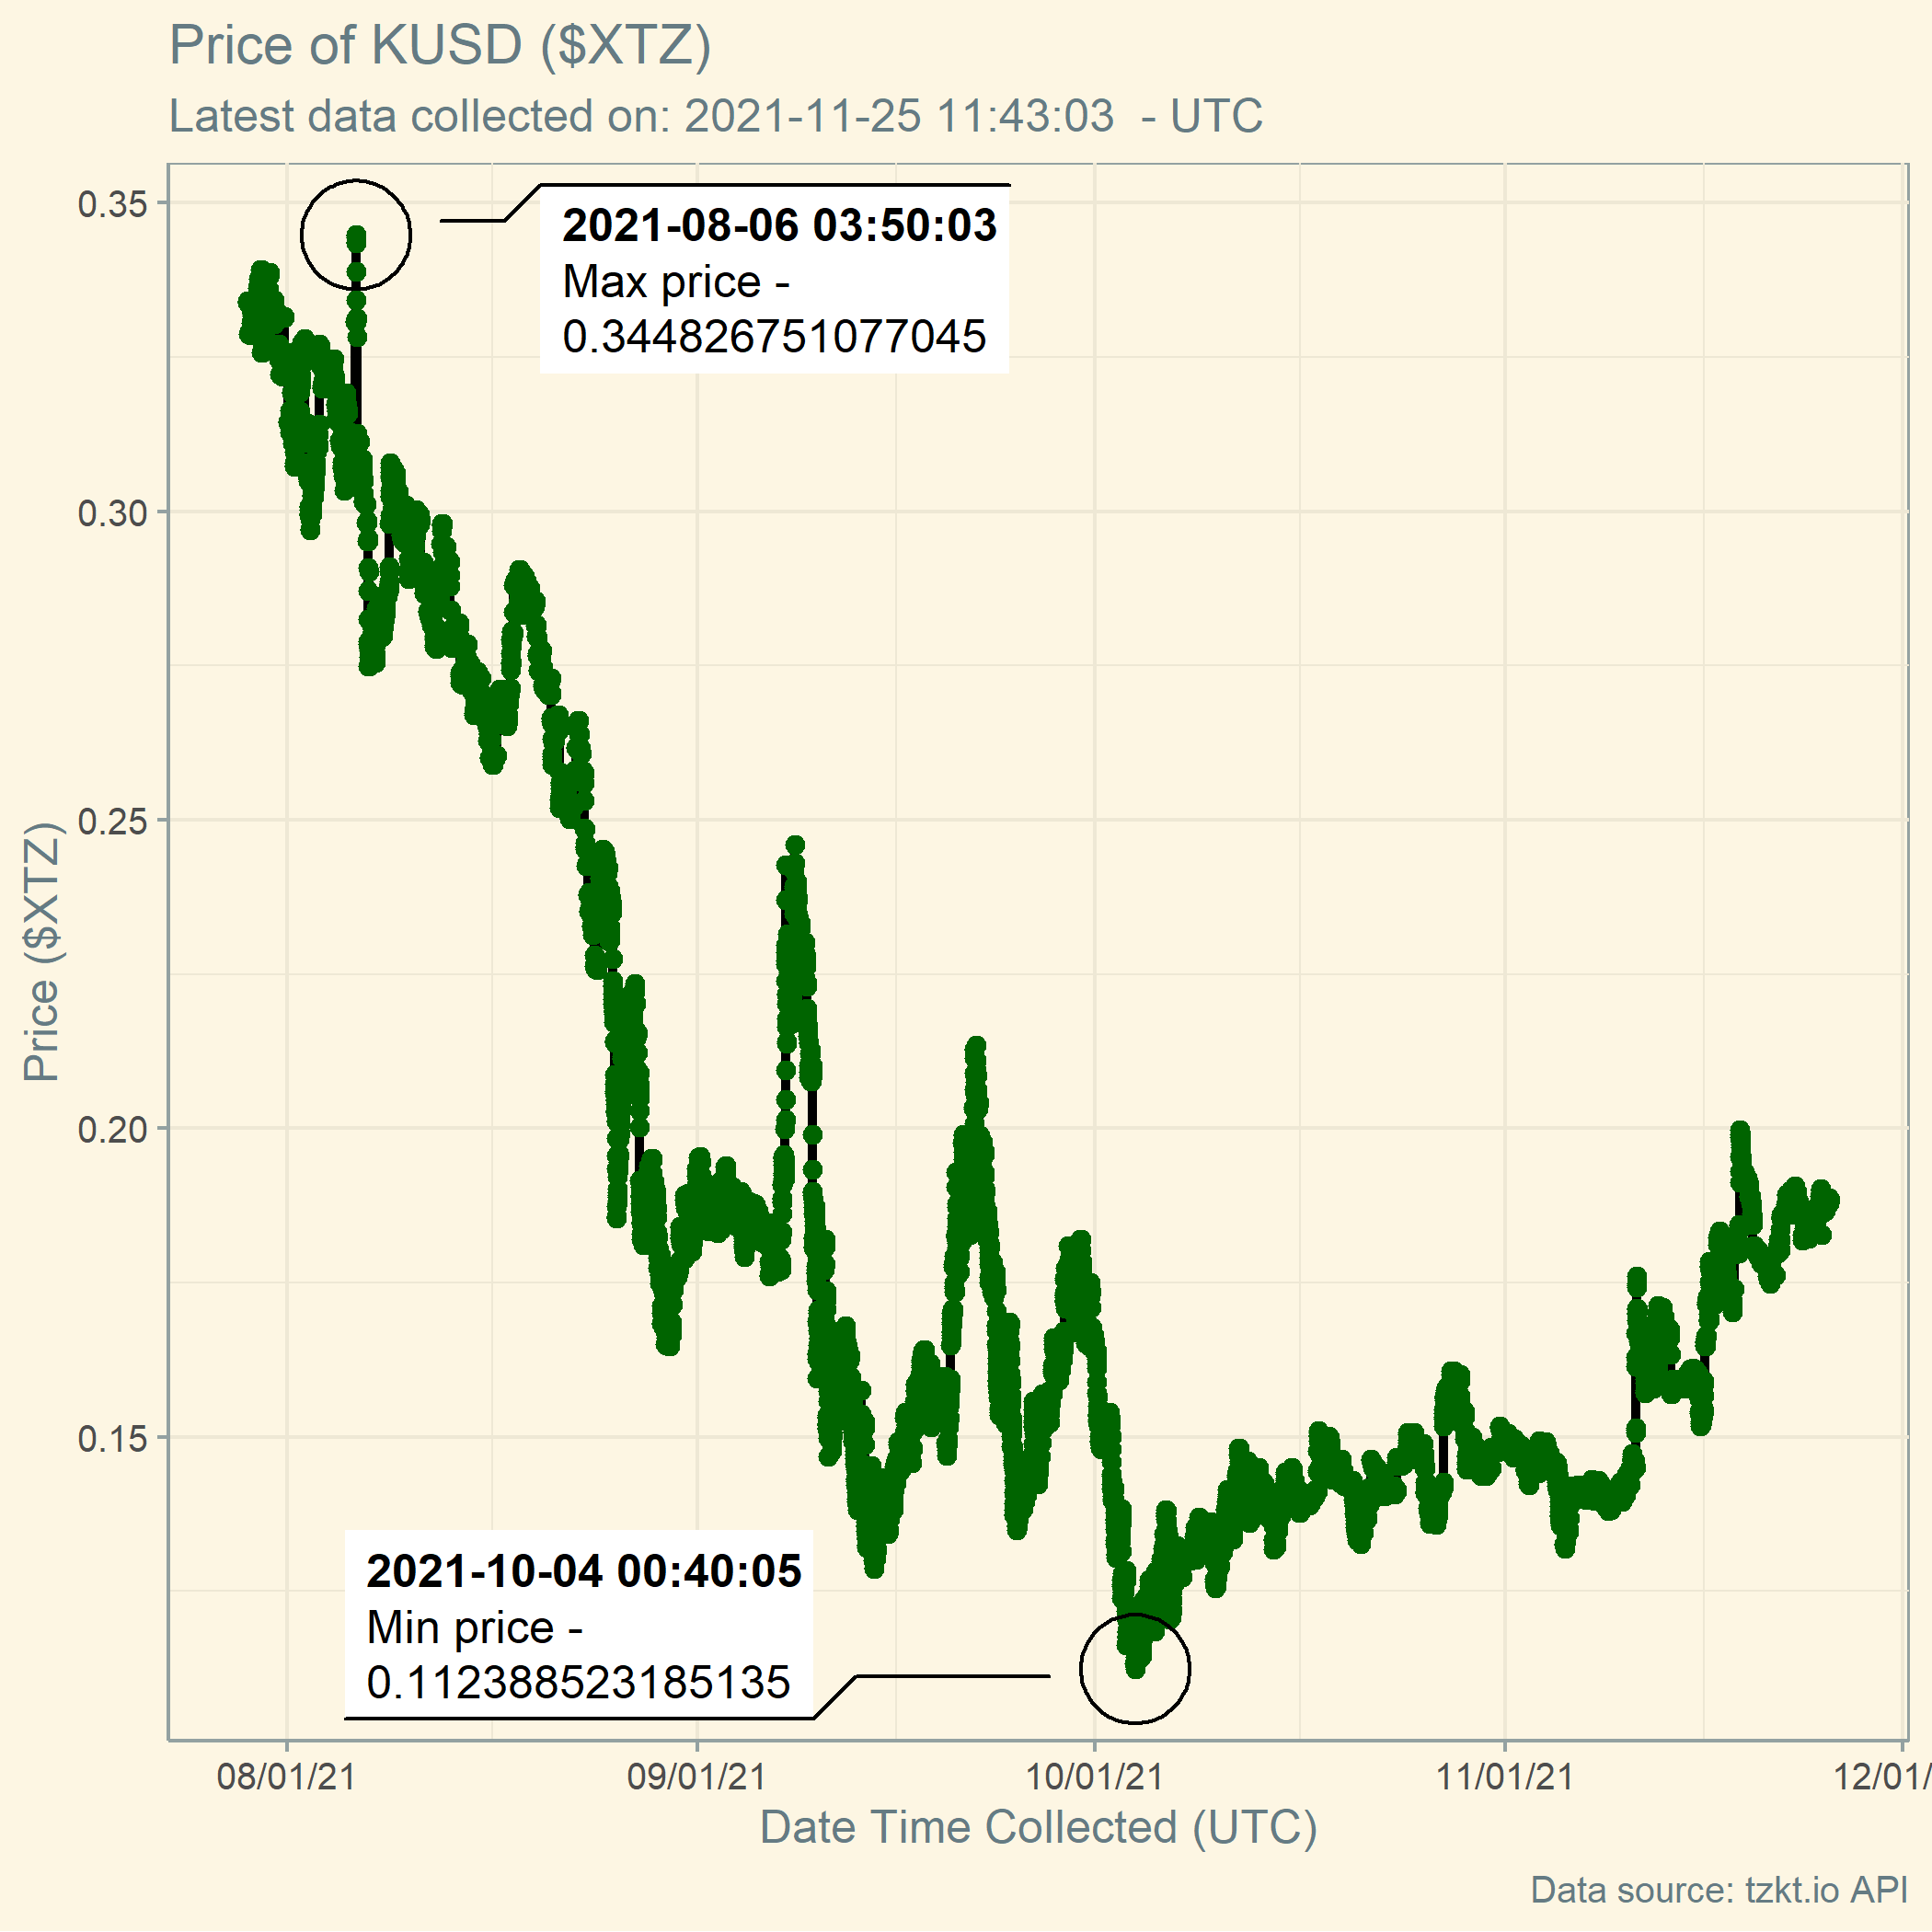 Price of KUSD ($XTZ)
Latest data collected on: 2021-11-25 11:43:03  - UTC
0.35
0.30
0.25
0.20
0.15
Price ($XTZ)
2021-08-06 03:50:03
Max price -
0.344826751077045
2021-10-04 00:40:05
Min price -
0.112388523185135
08/01/21
09/01/21
10/01/21
11/01/21
12/01/
Date Time Collected (UTC)
Data source: tzkt.io API